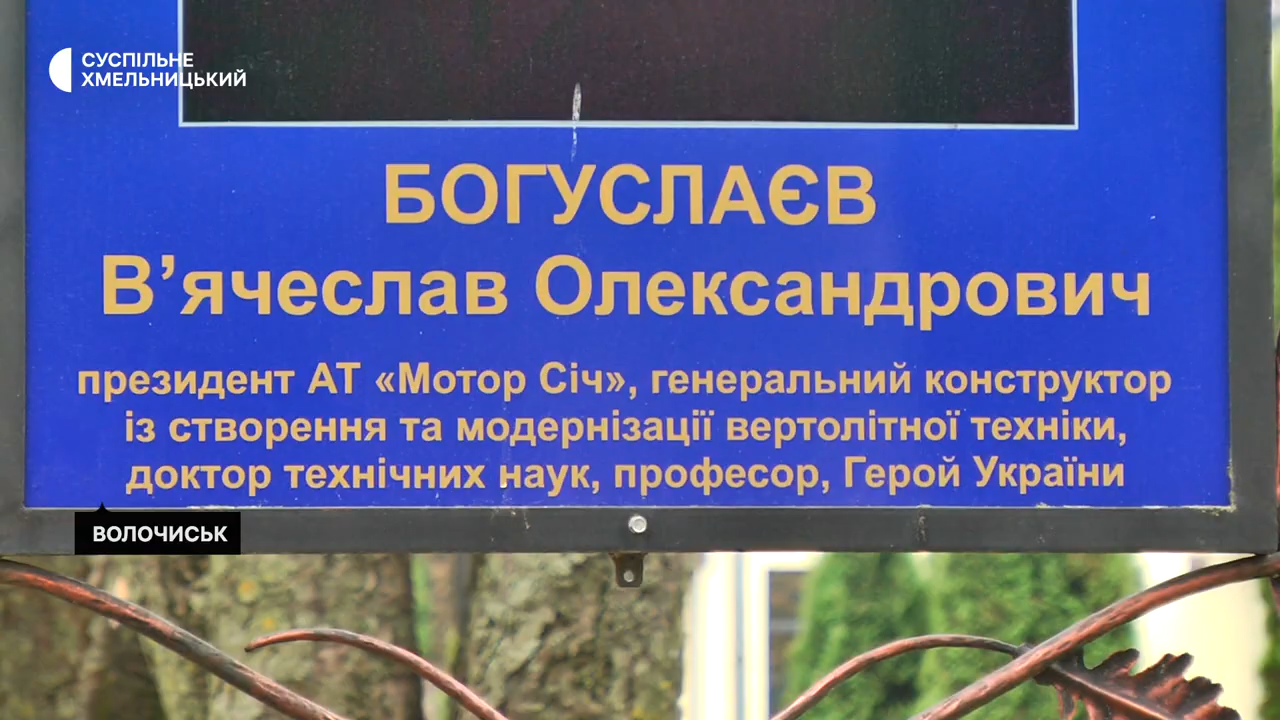 СУСПІЛЬНЕ
ХМЕЛЬНИЦЬКИЙ
БОГУСЛАЄВ
В’ячеслав Олександрович
президент АТ «Мотор Січ», генеральний конструктор
із створення та модернізації вертолітної техніки,
доктор технічних наук, професор, Герой України
ВОЛОЧИСЬК